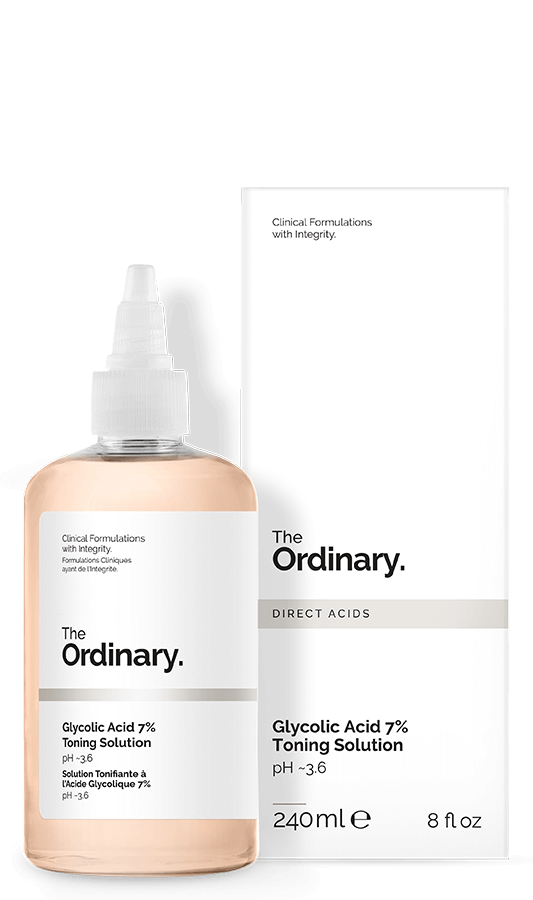 Clinical Formulations
with Integrity.
The
Ordinary.
DIRECT ACIDS
Glycolic Acid 7%
Toning Solution
pH ~3.6
240ml ℮
8 fl oz
Clinical Formulations
with Integrity.
Formulations Cliniques
ayant de l'Integrite.
The
Ordinary.
Glycolic Acid 7%
Toning Solution
pH ~3.6
Solution Tonifiante à
l'Acide Glycolique 7%
pH ~3.6